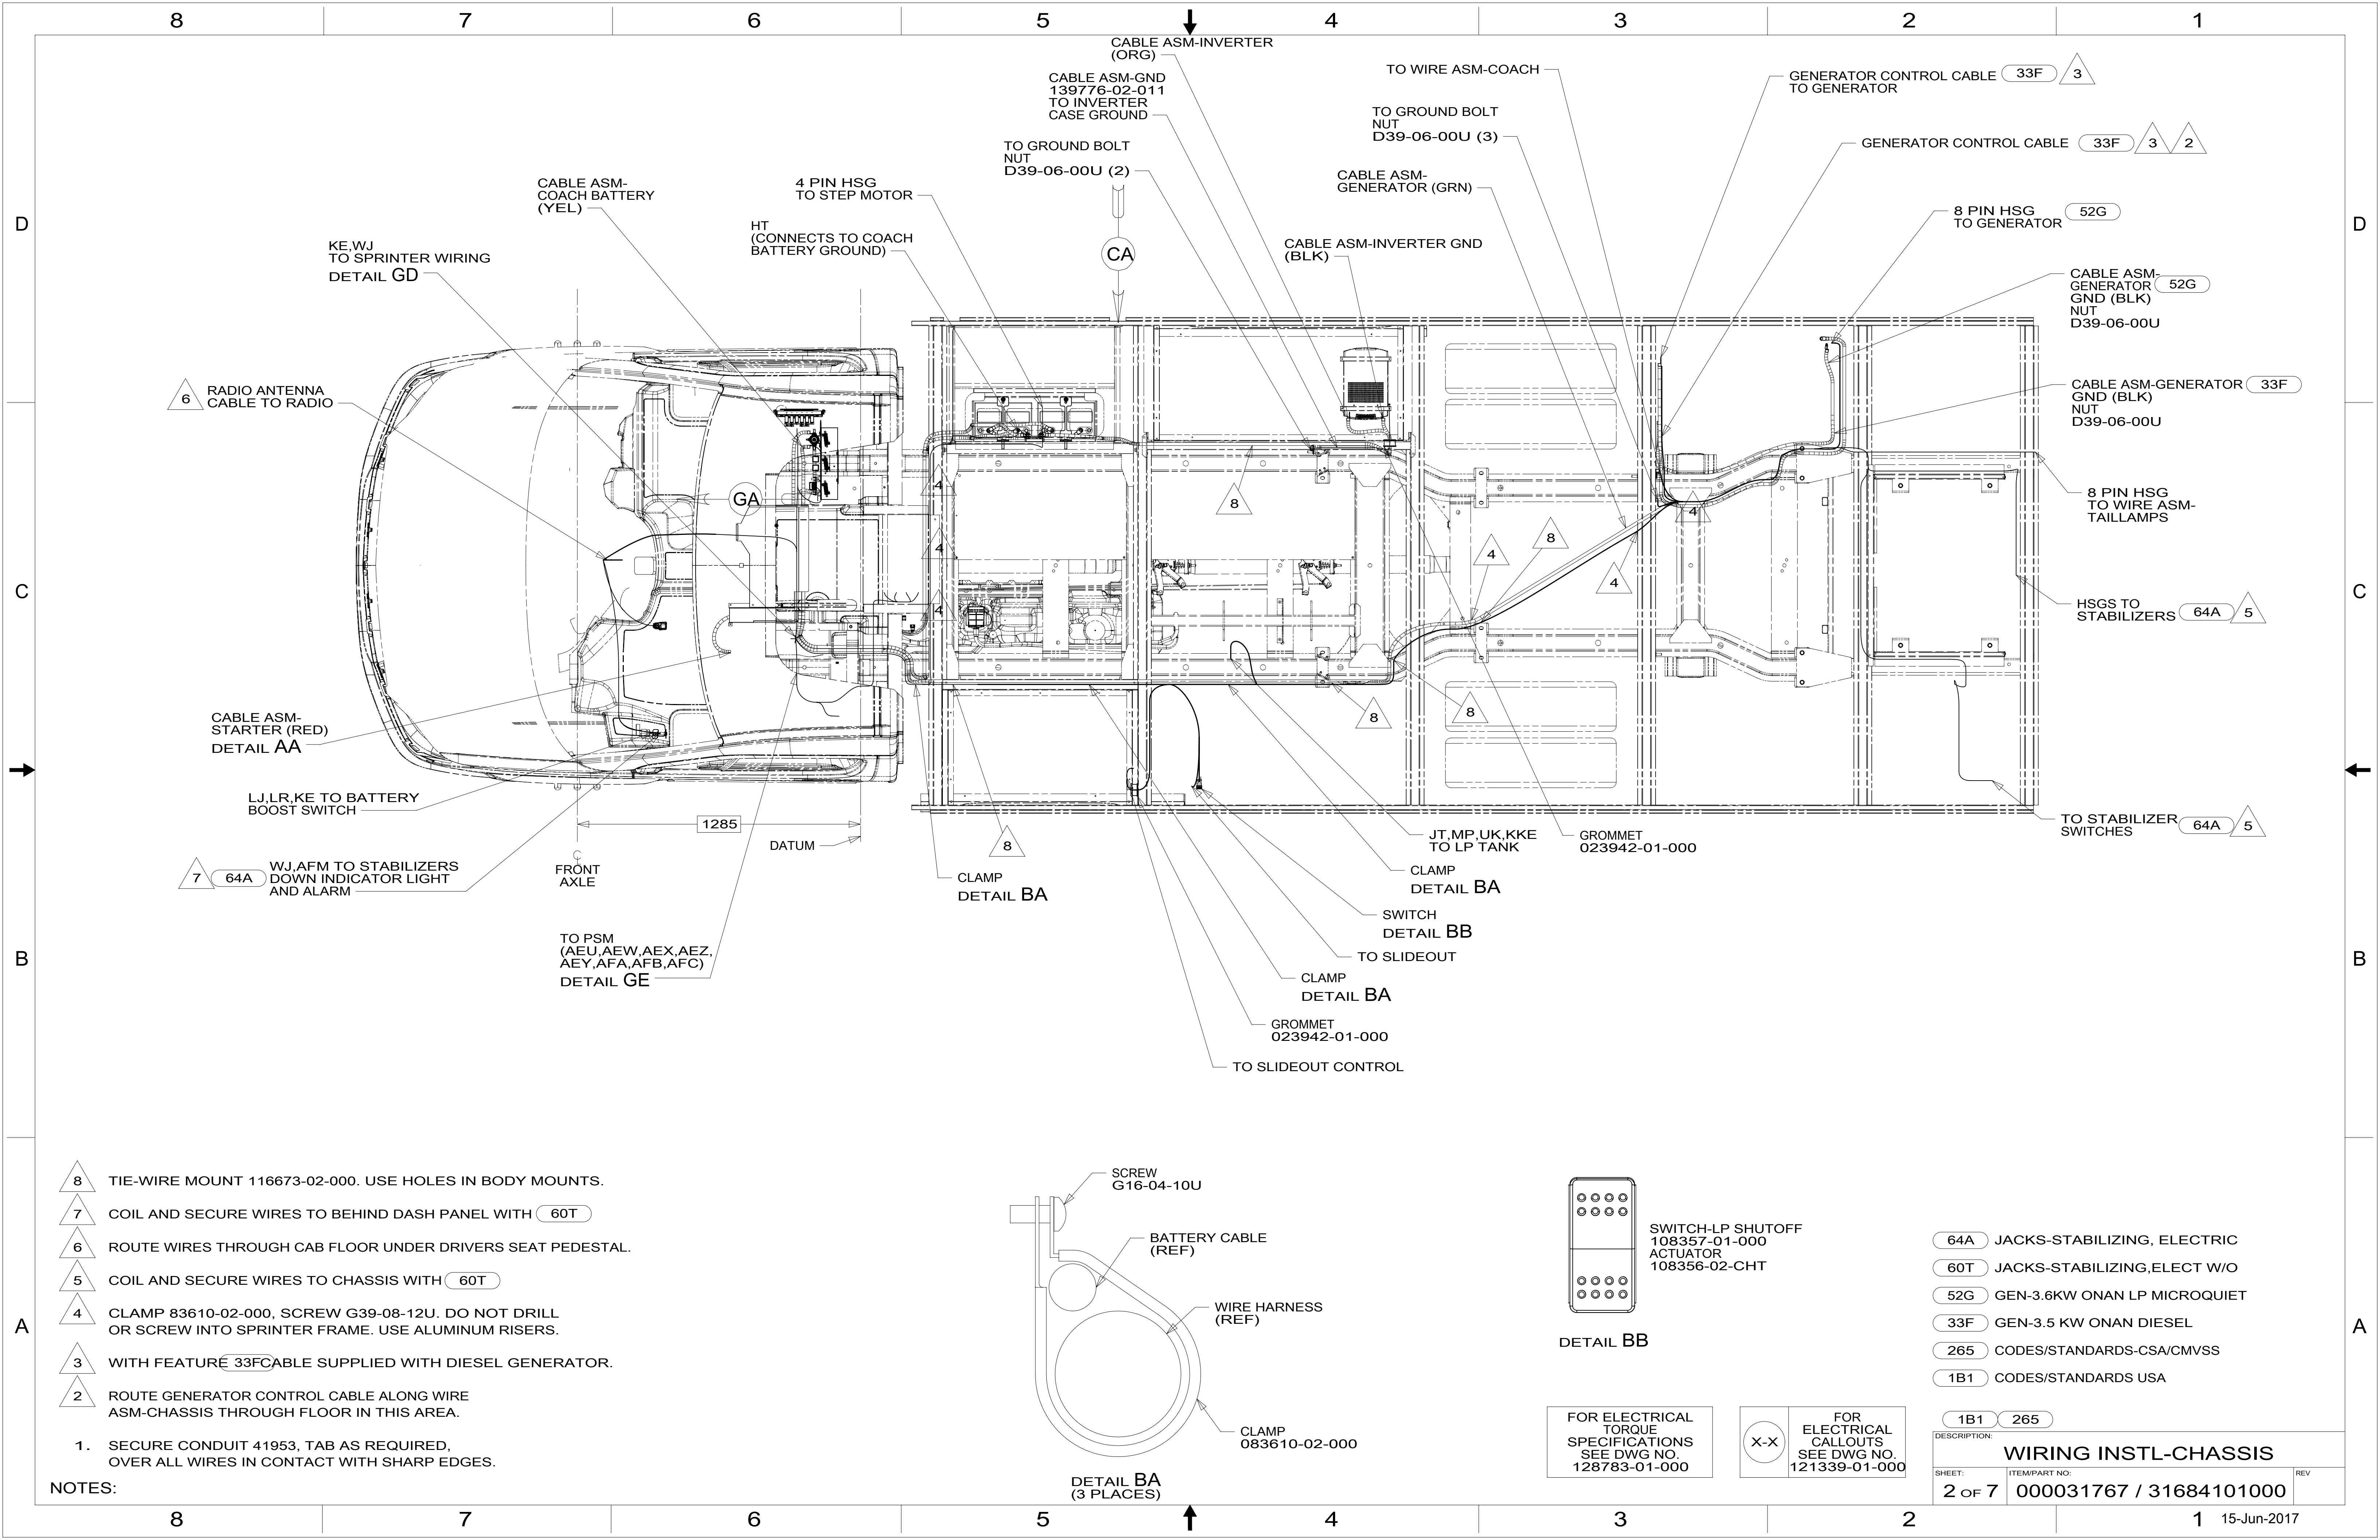 8 7 6 5 4 3 2 1
D
C
B
A
D
C
B
A
CABLE ASM-INVERTER
(ORG)
CABLE ASM-GND
139776-02-011
TO INVERTER
CASE GROUND
TO GROUND BOLT
NUT
D39-06-00U (2)
TO WIRE ASM-COACH
TO GROUND BOLT
NUT
D39-06-00U (3)
CABLE ASM-
GENERATOR (GRN)
CABLE ASM-INVERTER GND
(BLK)
GENERATOR CONTROL CABLE 33F 3
TO GENERATOR
GENERATOR CONTROL CABLE 33F 3 2
8 PIN HSG 52G
TO GENERATOR
CABLE ASM-
GENERATOR 52G
GND (BLK)
NUT
D39-06-00U
CABLE ASM-GENERATOR 33F
GND (BLK)
NUT
D39-06-00U
8 PIN HSG
TO WIRE ASM-
TAILLAMPS
HSGS TO
STABILIZERS 64A 5
TO STABILIZER
SWITCHES 64A 5
CABLE ASM-
COACH BATTERY
(YEL)
4 PIN HSG
TO STEP MOTOR
HT
(CONNECTS TO COACH
BATTERY GROUND)
CA
KE,WJ
TO SPRINTER WIRING
DETAIL GD
6 RADIO ANTENNA
CABLE TO RADIO
GA
4
4
4
8
4
8
4
4
8
8
8
CABLE ASM-
STARTER (RED)
DETAIL AA
LJ,LR,KE TO BATTERY
BOOST SWITCH
7 64A WJ,AFM TO STABILIZERS
DOWN INDICATOR LIGHT
AND ALARM
1285
DATUM
CL
FRONT
AXLE
TO PSM
(AEU,AEW,AEX,AEZ,
AEY,AFA,AFB,AFC)
DETAIL GE
CLAMP
DETAIL BA
JT,MP,UK,KKE
TO LP TANK
GROMMET
023942-01-000
CLAMP
DETAIL BA
SWITCH
DETAIL BB
TO SLIDEOUT
CLAMP
DETAIL BA
GROMMET
023942-01-000
TO SLIDEOUT CONTROL
8 TIE-WIRE MOUNT 116673-02-000. USE HOLES IN BODY MOUNTS.
7 COIL AND SECURE WIRES TO BEHIND DASH PANEL WITH 60T
6 ROUTE WIRES THROUGH CAB FLOOR UNDER DRIVERS SEAT PEDESTAL.
5 COIL AND SECURE WIRES TO CHASSIS WITH 60T
4 CLAMP 83610-02-000, SCREW G39-08-12U. DO NOT DRILL
OR SCREW INTO SPRINTER FRAME. USE ALUMINUM RISERS.
3 WITH FEATURE 33F CABLE SUPPLIED WITH DIESEL GENERATOR.
2 ROUTE GENERATOR CONTROL CABLE ALONG WIRE
ASM-CHASSIS THROUGH FLOOR IN THIS AREA.
1. SECURE CONDUIT 41953, TAB AS REQUIRED,
OVER ALL WIRES IN CONTACT WITH SHARP EDGES.
NOTES:
SCREW
G16-04-10U
BATTERY CABLE
(REF)
WIRE HARNESS
(REF)
CLAMP
083610-02-000
DETAIL BA
(3 PLACES)
SWITCH-LP SHUTOFF
108357-01-000
ACTUATOR
108356-02-CHT
DETAIL BB
64A JACKS-STABILIZING, ELECTRIC
60T JACKS-STABILIZING,ELECT W/O
52G GEN-3.6KW ONAN LP MICROQUIET
33F GEN-3.5 KW ONAN DIESEL
265 CODES/STANDARDS-CSA/CMVSS
1B1 CODES/STANDARDS USA
1B1 265
FOR ELECTRICAL
TORQUE
SPECIFICATIONS
SEE DWG NO.
128783-01-000
X-X
FOR
ELECTRICAL
CALLOUTS
SEE DWG NO.
121339-01-000
DESCRIPTION:
WIRING INSTL-CHASSIS
SHEET: ITEM/PART NO: REV
2 OF 7 000031767 / 31684101000
8 7 6 5 4 3 2 1
15-Jun-2017